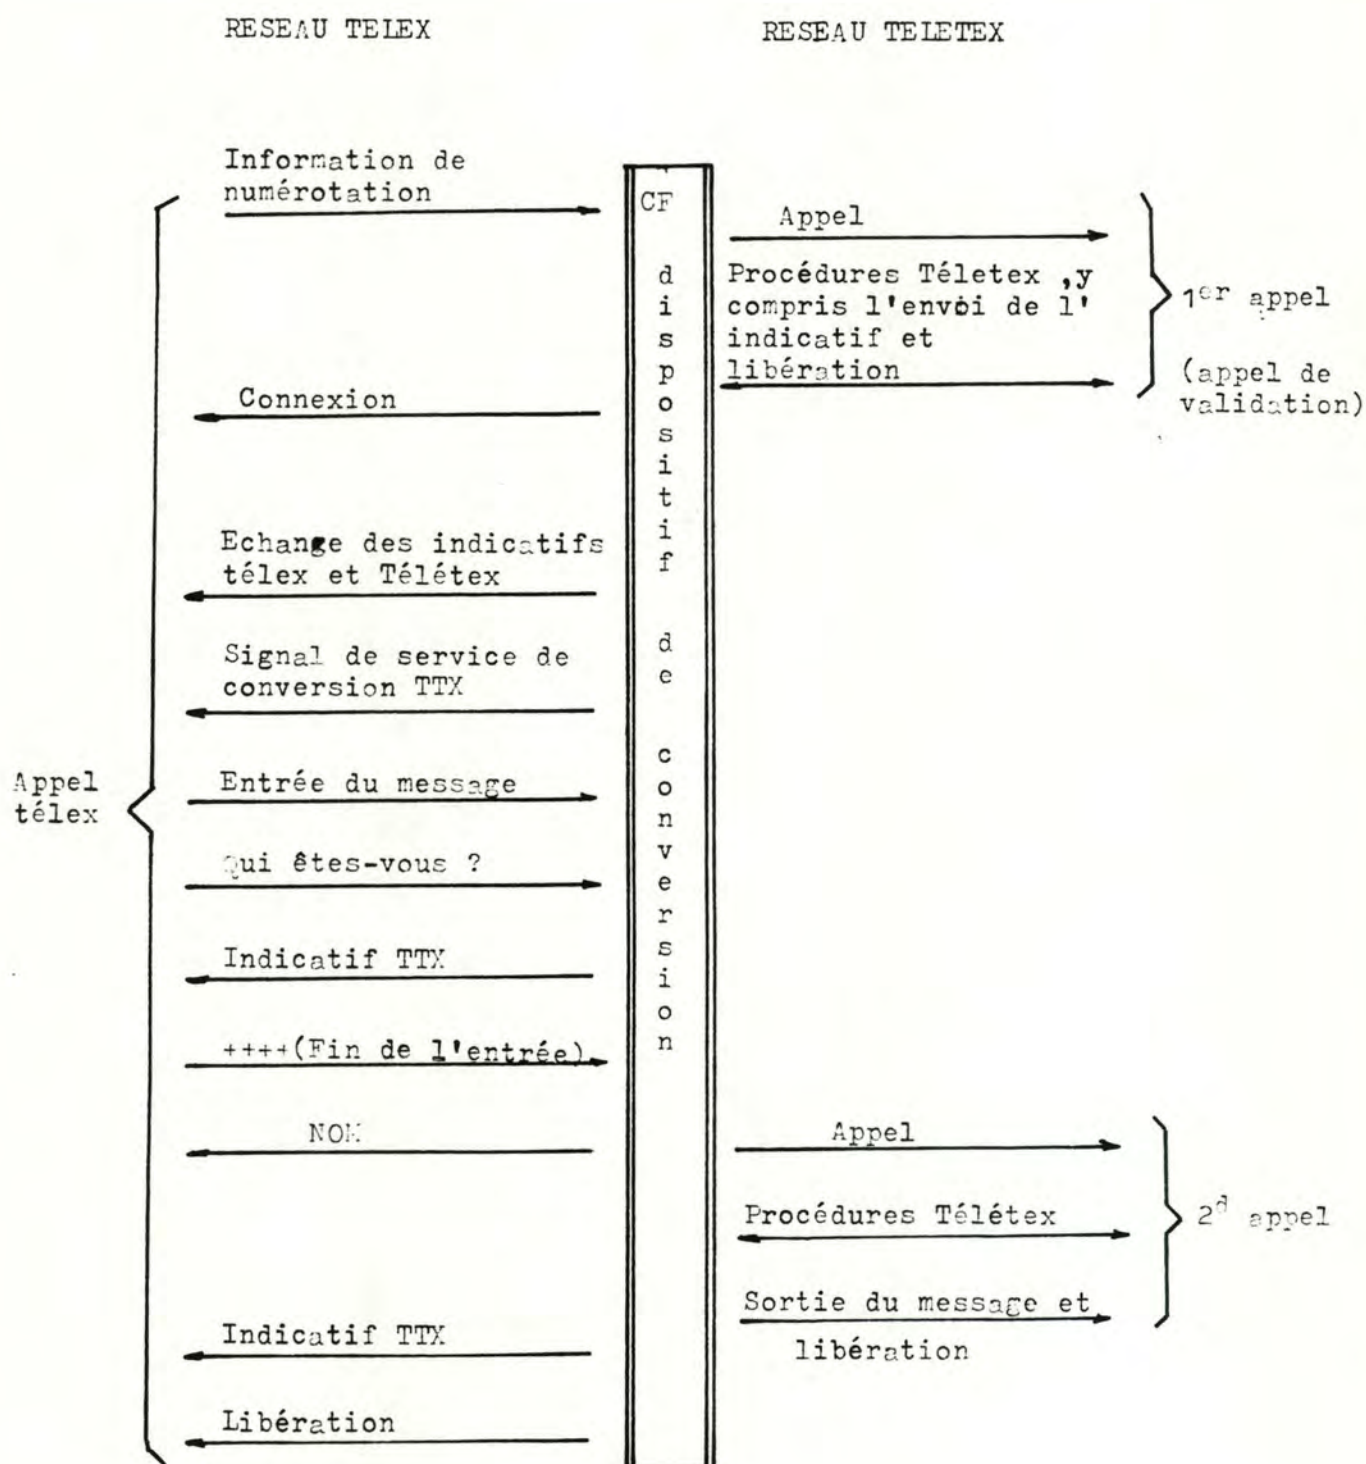 RESEAU TELEX
RESEAU TELETEX
Information de
numérotation
CF
Appel
Procédures Téletex ,y
compris l'envoi de l'
indicatif et
libération
1er appel
(appel de
validation)
Connexion
dispositif de conversion
Echange des indicatifs
télex et Télétex
Signal de service de
conversion TTX
Appel
télex
Entrée du message
Qui êtes-vous ?
Indicatif TTX
++++(Fin de l'entrée)
Appel
Procédures Télétex
2d appel
Sortie du message et
libération
Indicatif TTX
Libération